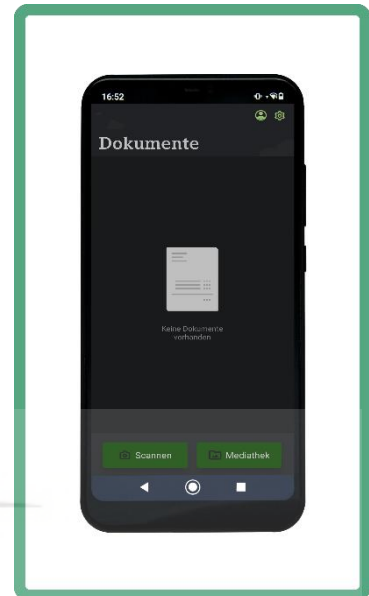 16:52
Dokumente
Keine Dokumente
vorhanden
Scannen
Mediathek